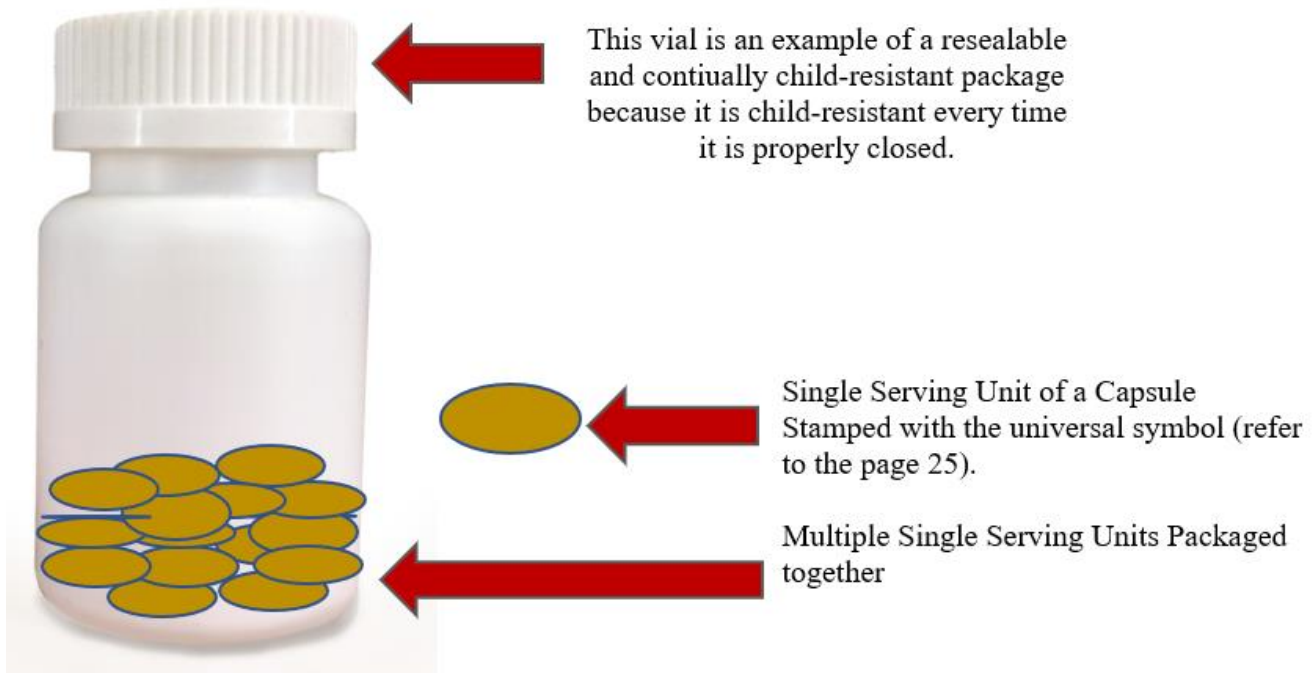 This vial is an example of a resealable
and contiually child-resistant package
because it is child-resistant every time
it is properly closed.
Single Serving Unit of a Capsule
Stamped with the universal symbol (refer
to the page 25).
Multiple Single Serving Units Packaged
together